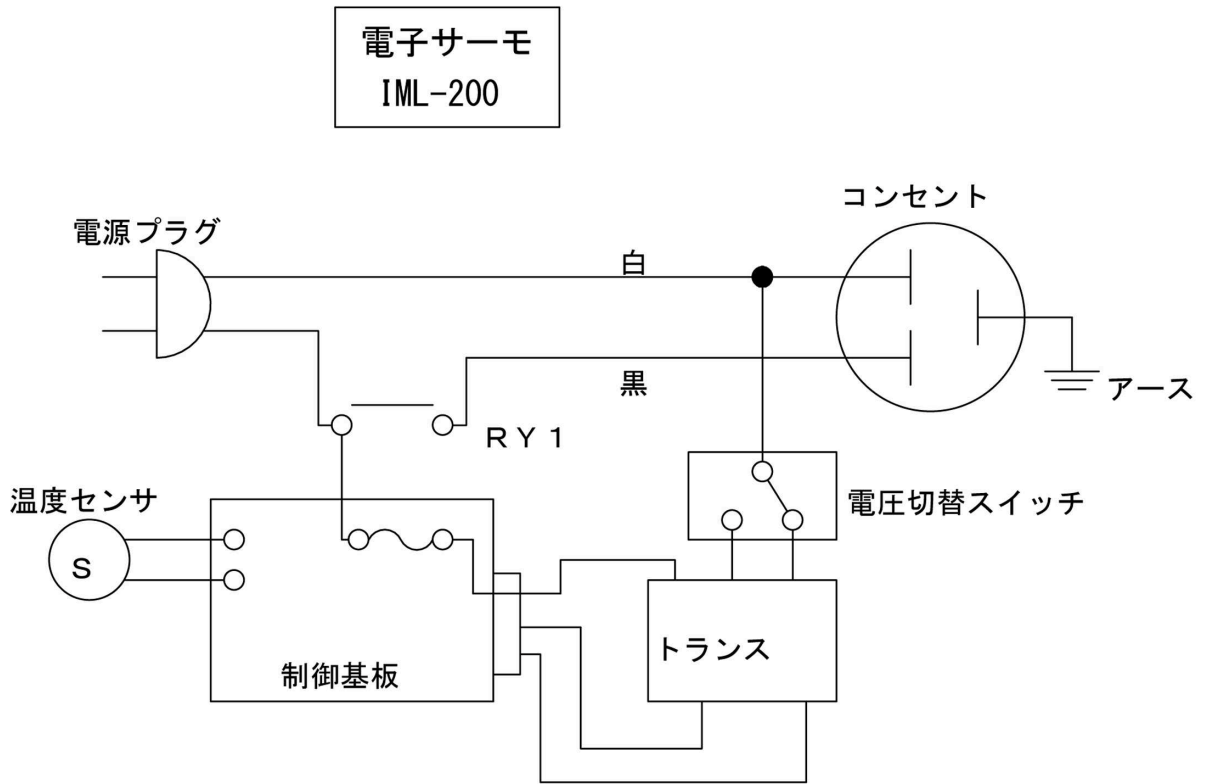 電子サーモ
IML-200
コンセント
電源プラグ
白
黒
アース
RY1
温度センサ
S
電圧切替スイッチ
トランス
制御基板